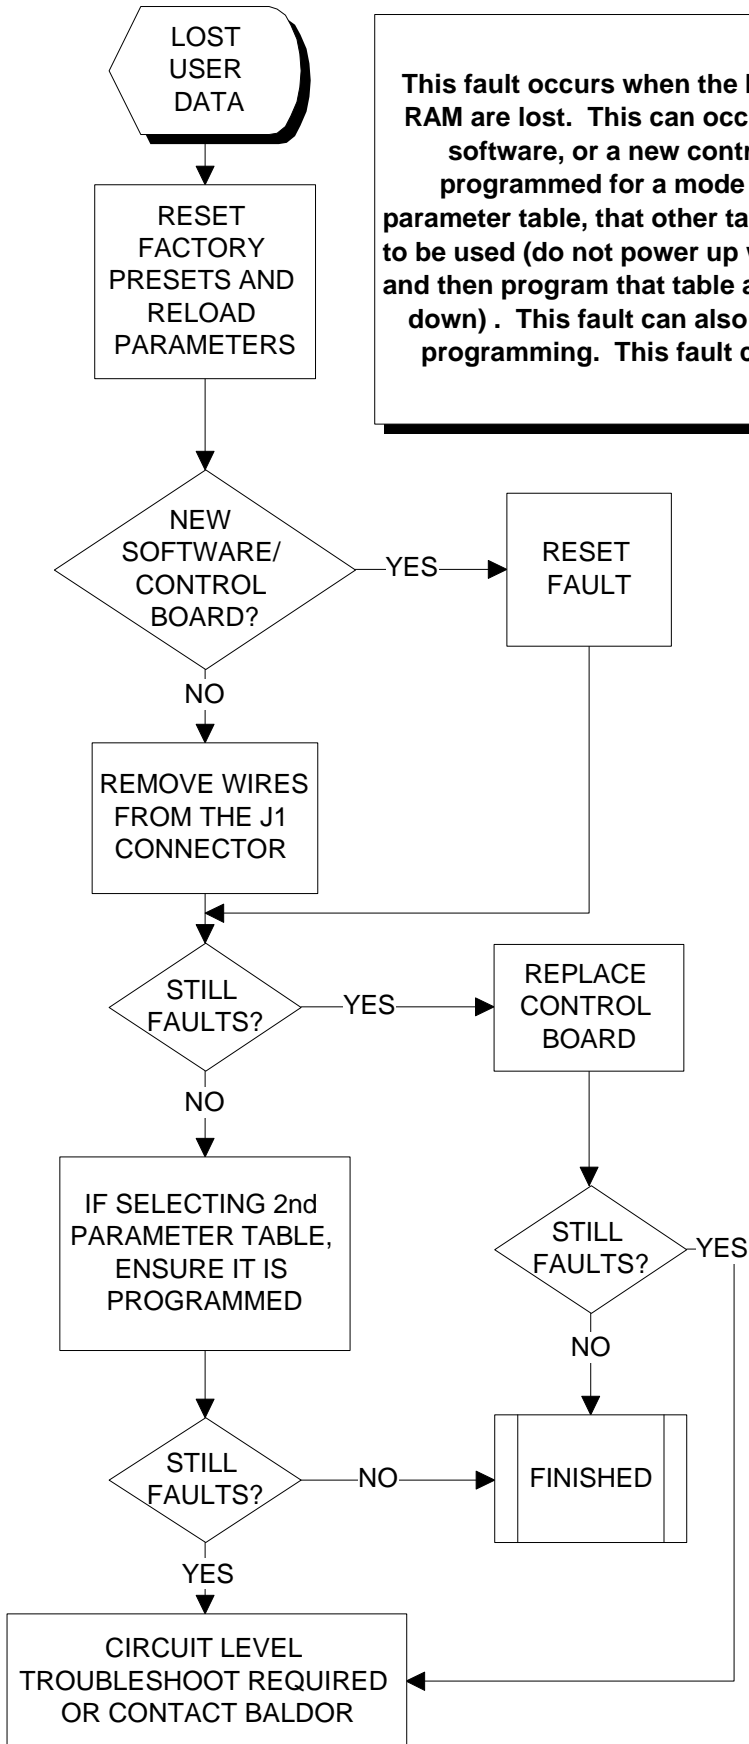 LOST
USER
DATA
This fault occurs when the
RAM are lost. This can
software, or a new
programmed for a mode
parameter table, that other
to be used (do not power up
and then program that table
down) . This fault can also
programming. This fault
RESET
FACTORY
PRESETS AND
RELOAD
PARAMETERS
NEW
SOFTWARE/
CONTROL
BOARD?
YES
RESET
FAULT
NO
REMOVE WIRES
FROM THE J1
CONNECTOR
STILL
FAULTS?
YES
REPLACE
CONTROL
BOARD
NO
IF SELECTING 2nd
PARAMETER TABLE,
ENSURE IT IS
PROGRAMMED
STILL
FAULTS?
YES
NO
STILL
FAULTS?
NO
FINISHED
YES
CIRCUIT LEVEL
TROUBLESHOOT REQUIRED
OR CONTACT BALDOR